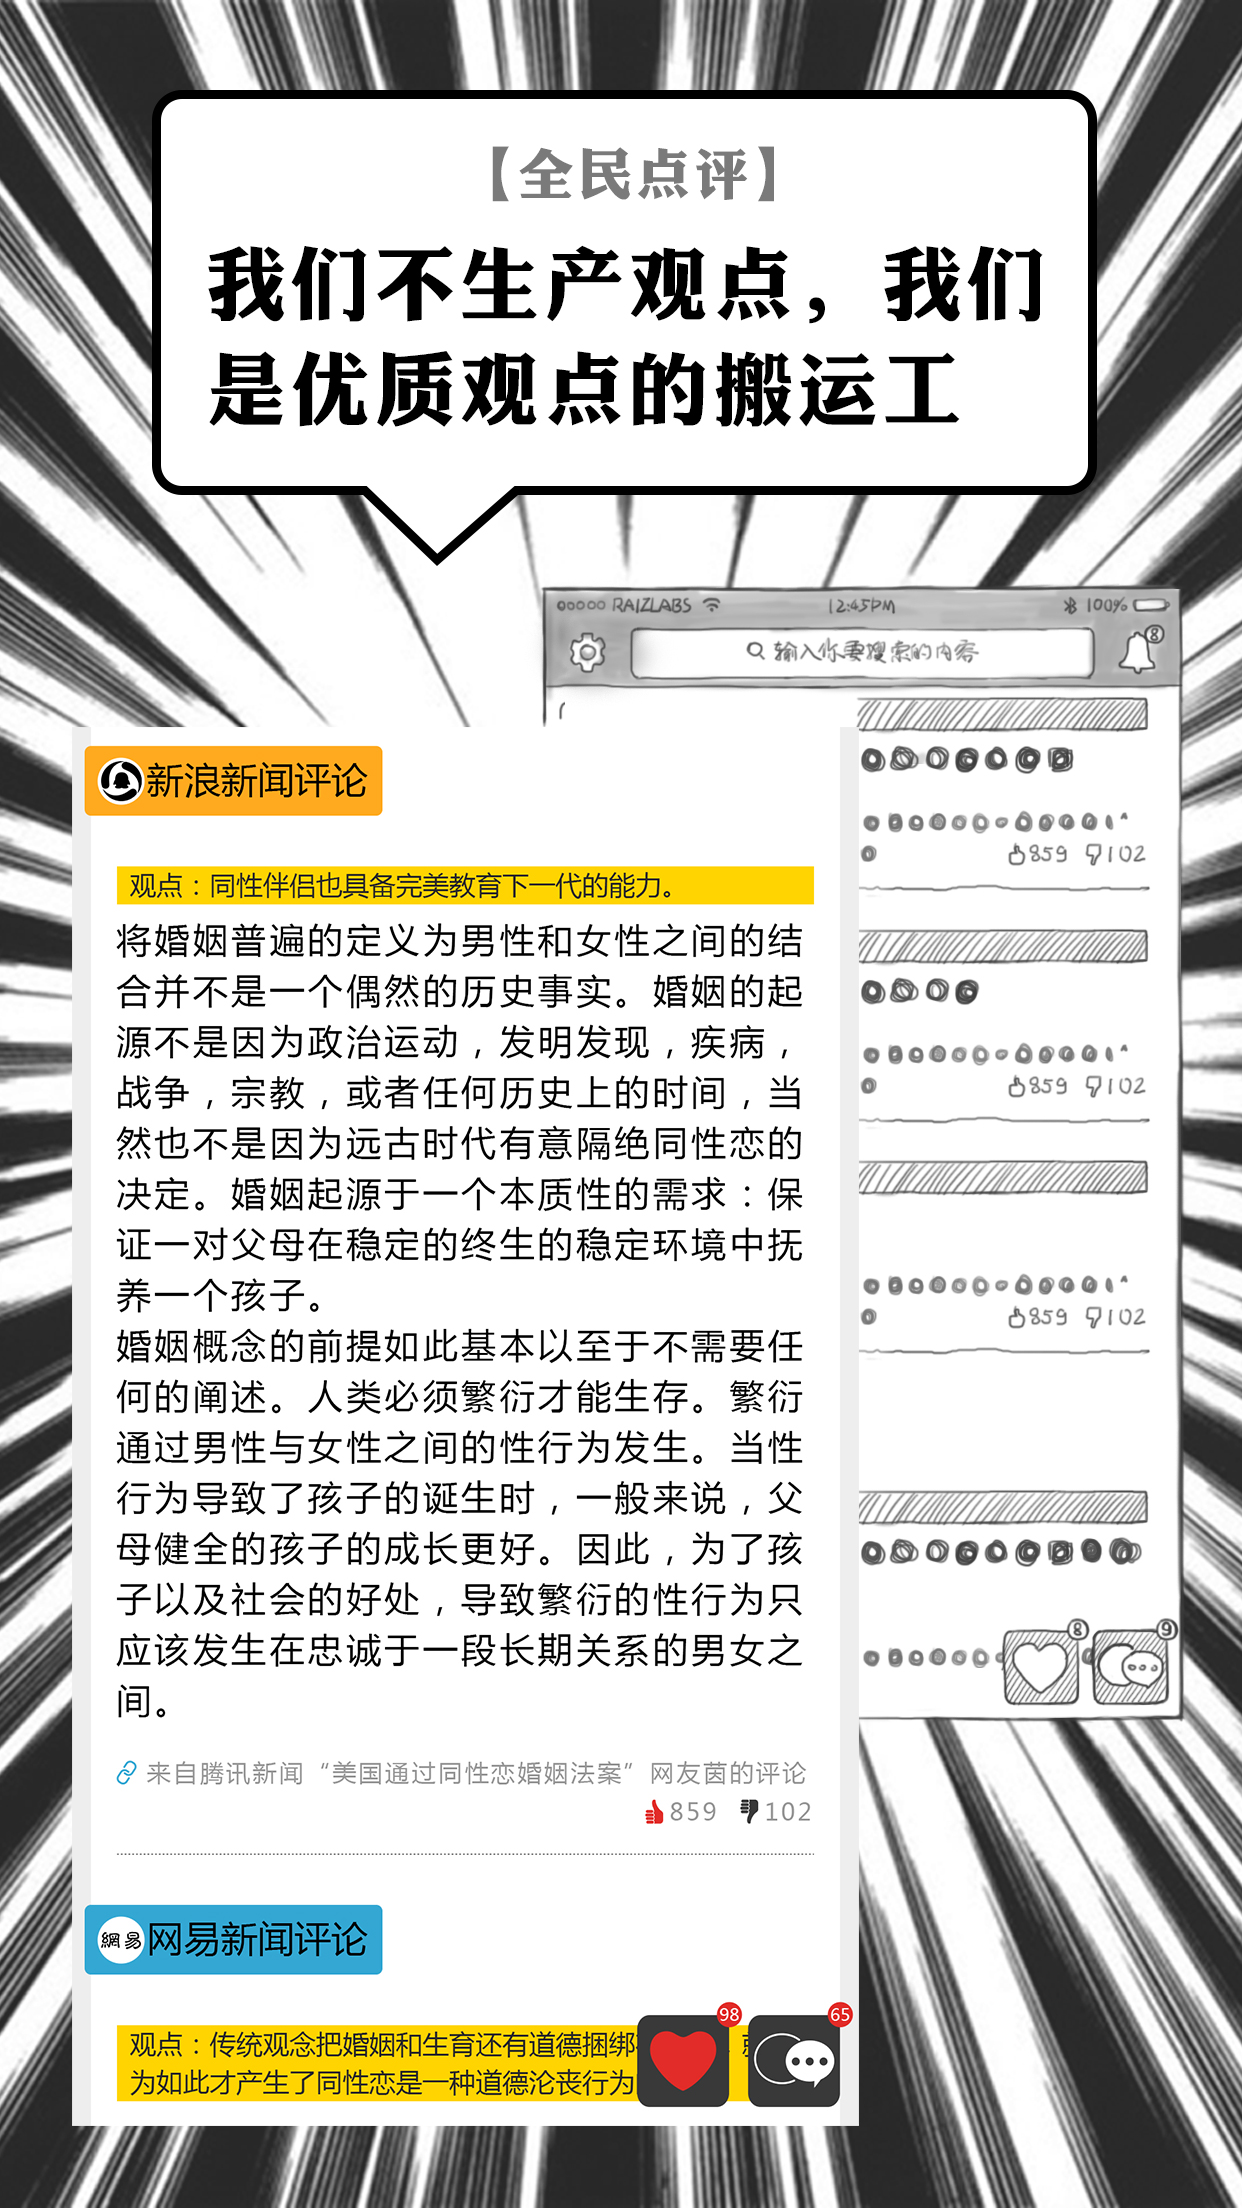 【全民点评】
我们不生产观点，我们
是优质观点的搬运工
RAIZLABS
12:45PM
100%
8
输入你要搜索的内容
859 102
859 102
859 102
8
9
新浪新闻评论
观点：同性伴侣也具备完美教育下一代的能力。
将婚姻普遍的定义为男性和女性之间的结
合并不是一个偶然的历史事实。婚姻的起
源不是因为政治运动，发明发现，疾病，
战争，宗教，或者任何历史上的时间，当
然也不是因为远古时代有意隔绝同性恋的
决定。婚姻起源于一个本质性的需求：保
证一对父母在稳定的终生的稳定环境中抚
养一个孩子。
婚姻概念的前提如此基本以至于不需要任
何的阐述。人类必须繁衍才能生存。繁衍
通过男性与女性之间的性行为发生。当性
行为导致了孩子的诞生时，一般来说，父
母健全的孩子的成长更好。因此，为了孩
子以及社会的好处，导致繁衍的性行为只
应该发生在忠诚于一段长期关系的男女之
间。
来自腾讯新闻“美国通过同性恋婚姻法案”网友茵的评论
859 102
網易
网易新闻评论
观点：传统观念把婚姻和生育还有道德捆绑
为如此才产生了同性恋是一种道德沦丧行为
98
65